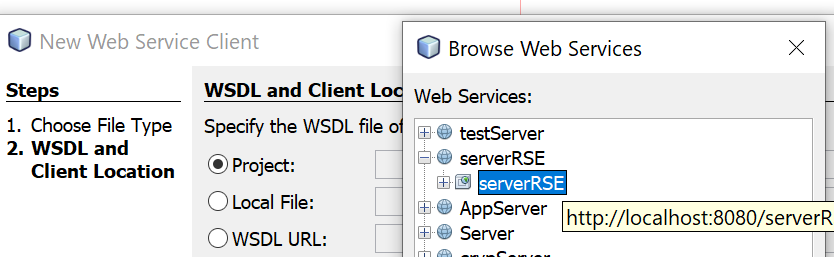 New Web Service Client
Browse Web Services
Steps
WSDL and Client Loc
Web Services:
1. Choose File Type
Specify the WSDL file of
testServer
2. WSDL and
Client Location
Project:
serverRSE
serverRSE
Local File:
AppServer
http://localhost:8080/serverR
WSDL URL:
Server